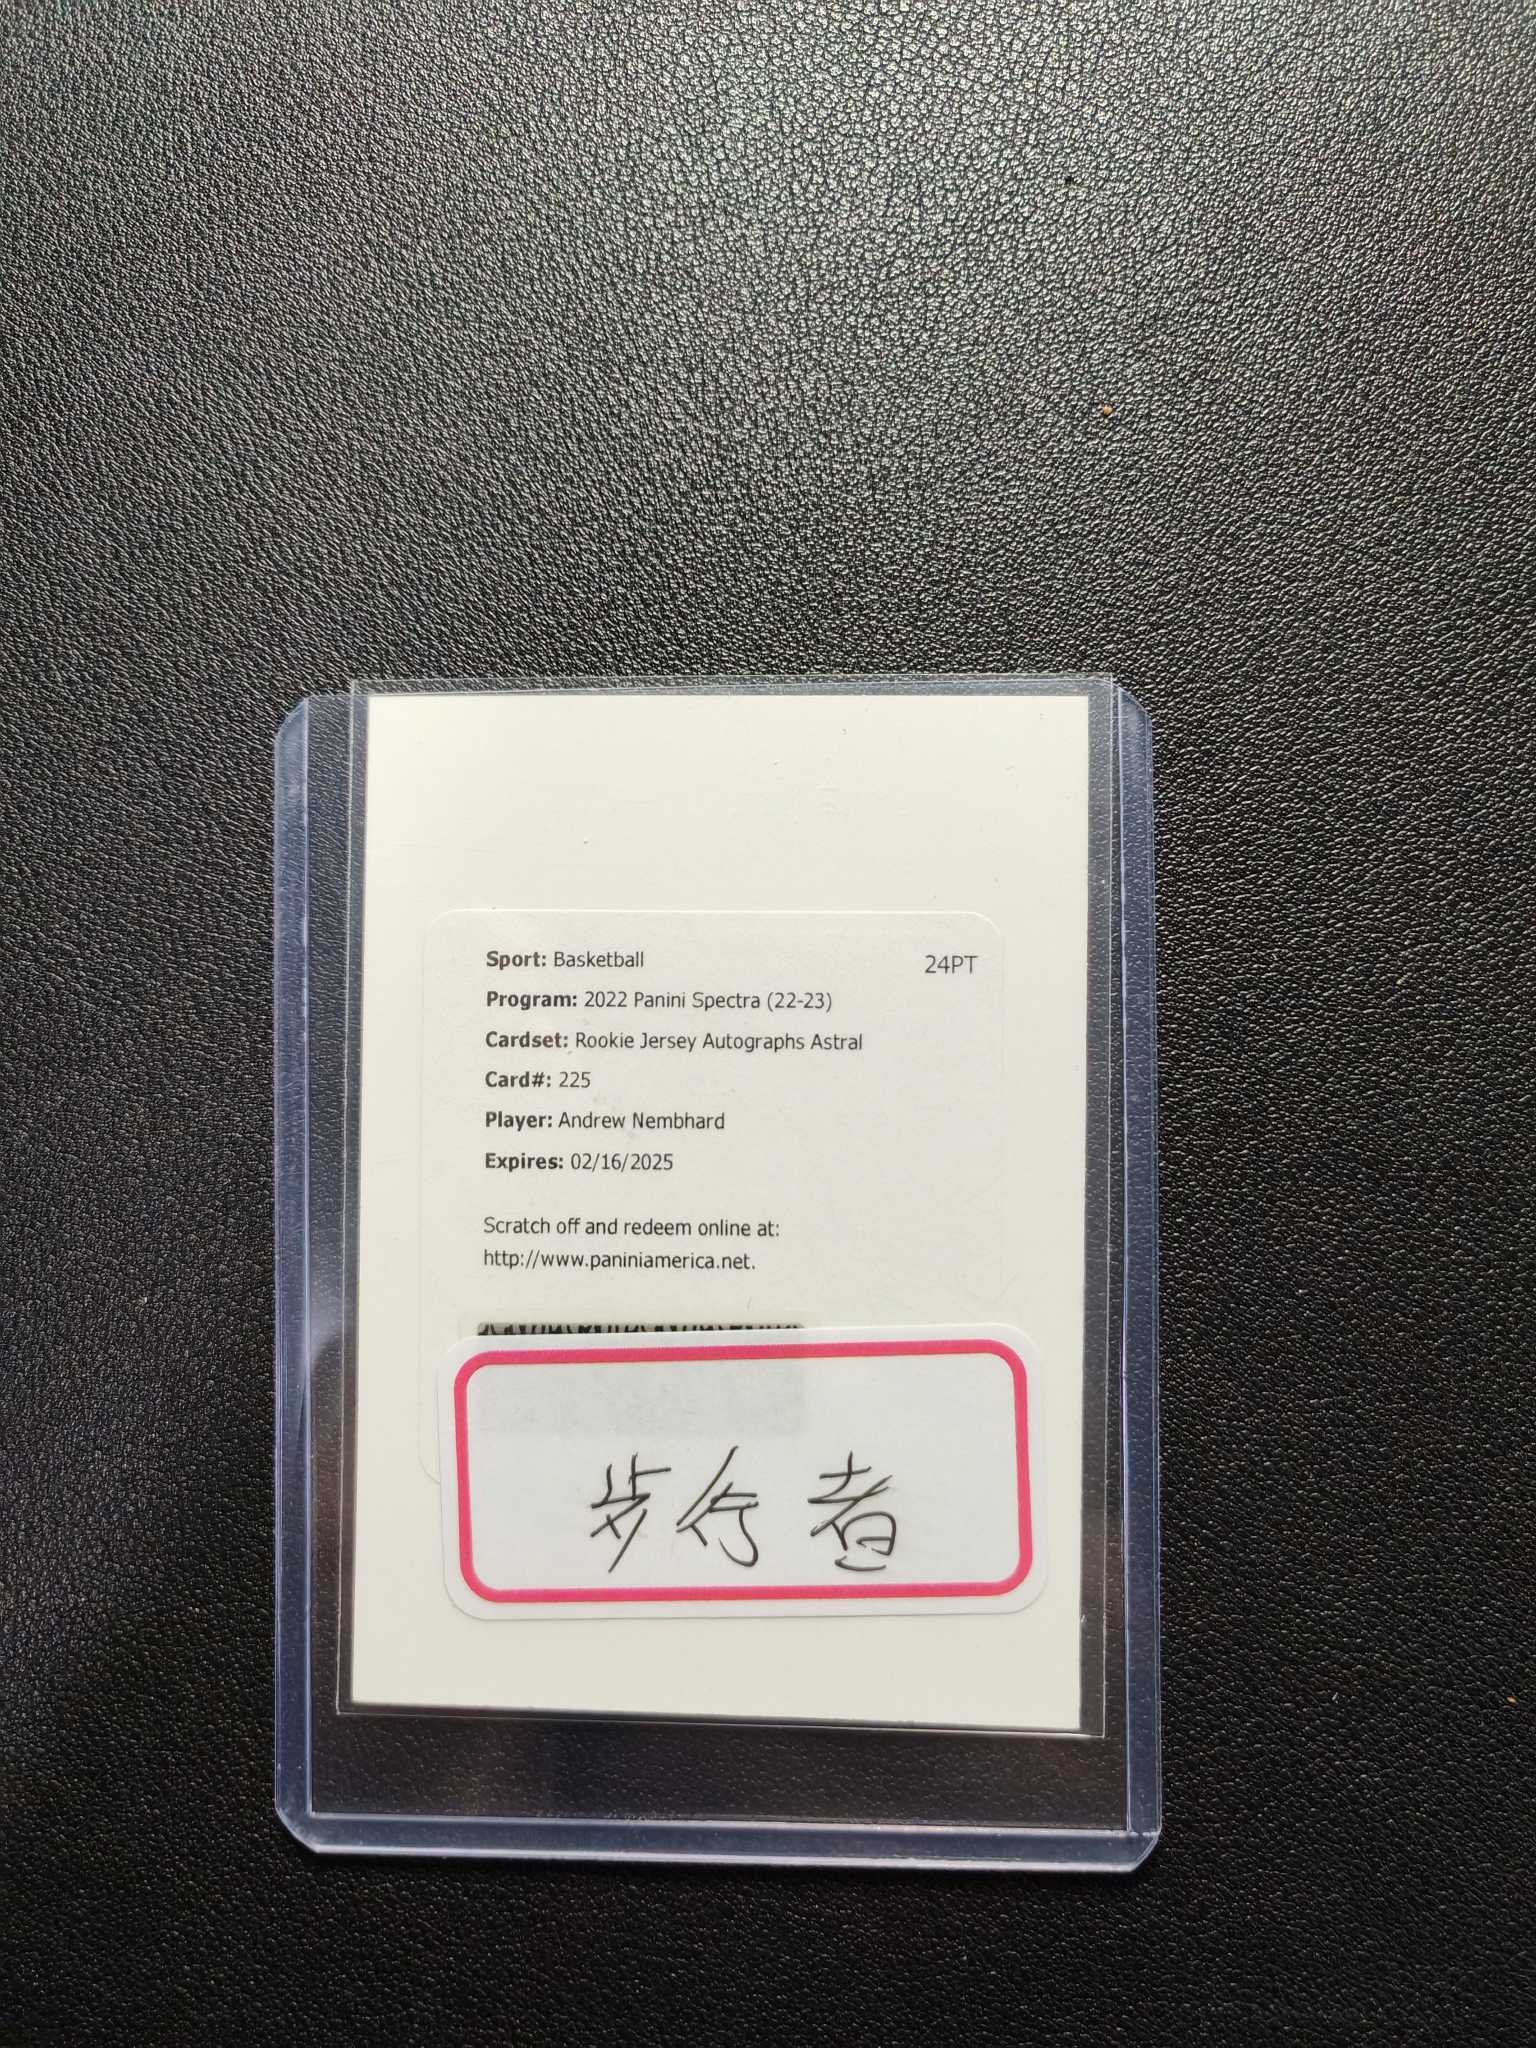 Sport: Basketball 24PT
Program: 2022 Panini Spectra (22-23)
Cardset: Rookie Jersey Autographs Astral
Card#: 225
Player: Andrew Nembhard
Expires: 02/16/2025
Scratch off and redeem online at:
http://www.paniniamerica.net.
步行者